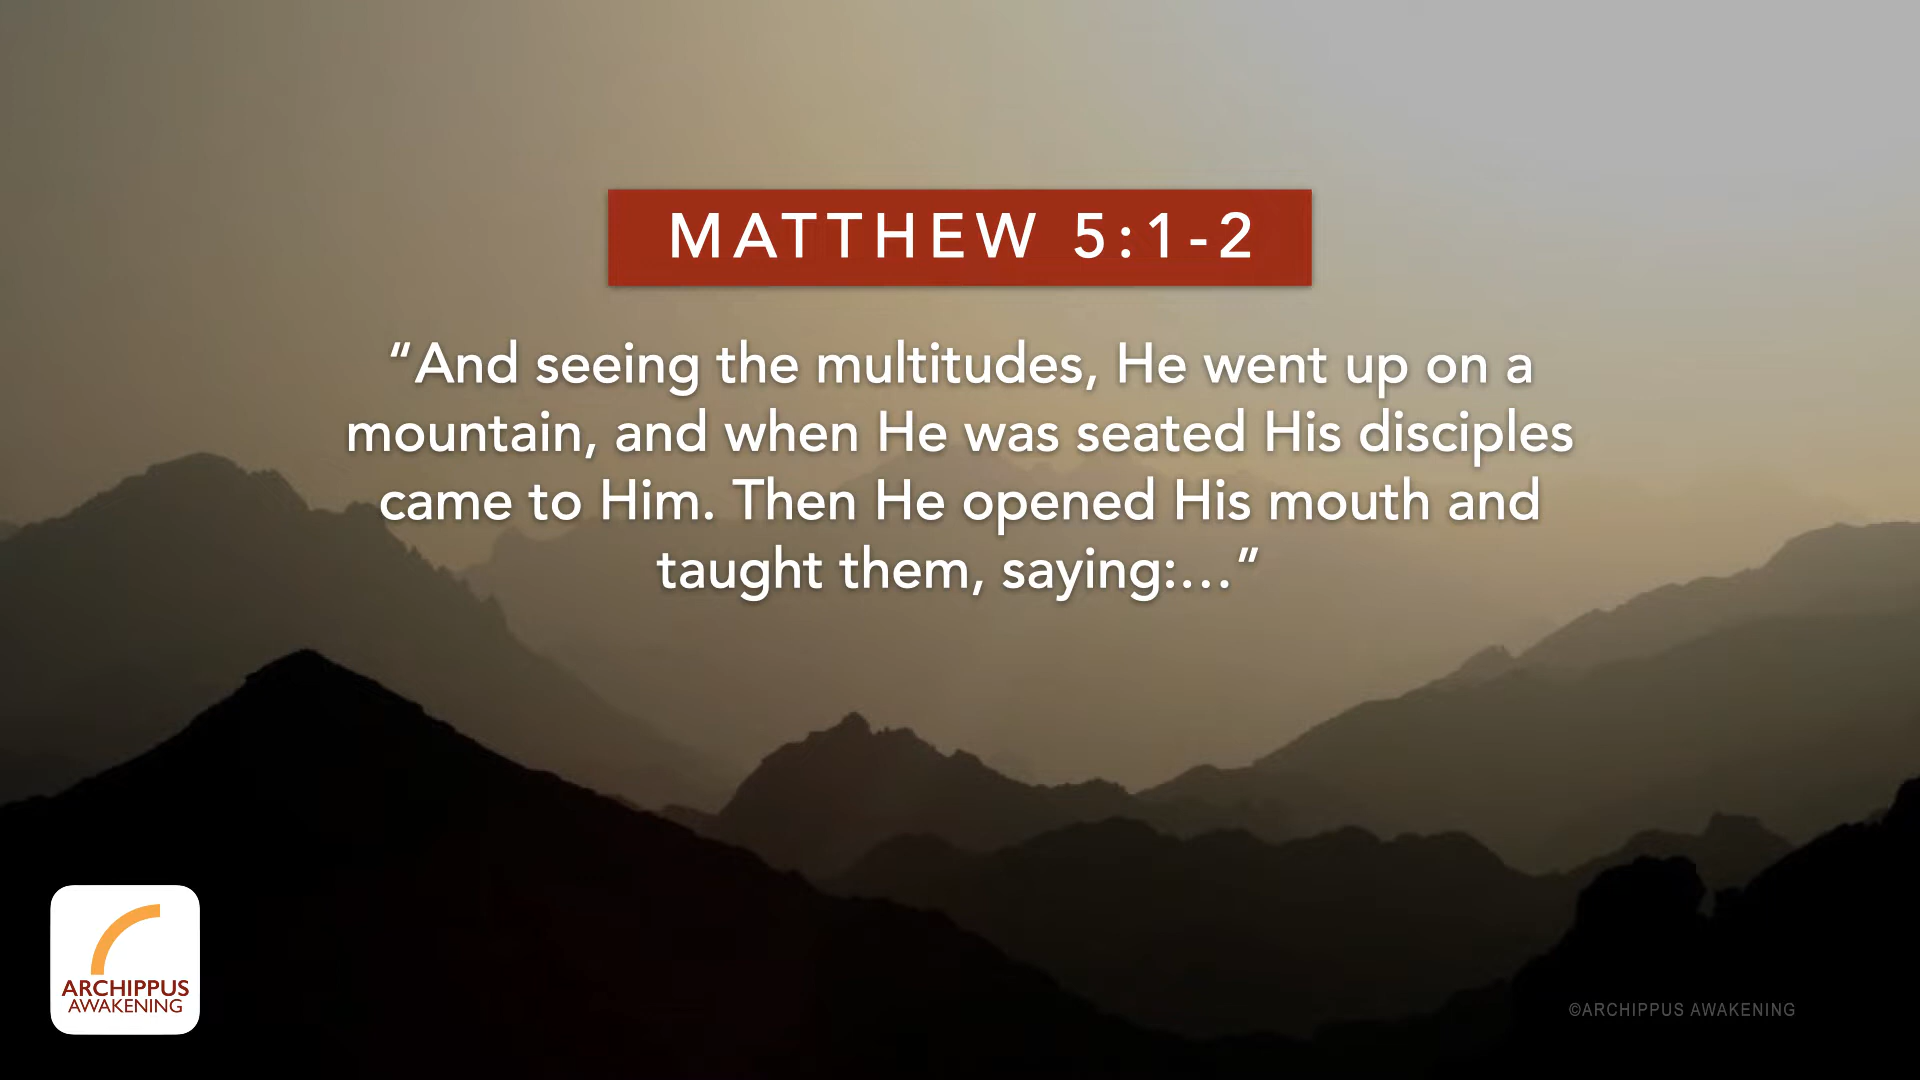 MATTHEW 5:1-2
“And seeing the multitudes, He went up on a
mountain, and when He was seated His disciples
came to Him. Then He opened His mouth and
taught them, saying:…”
ARCHIPPUS
AWAKENING
©ARCHIPPUS AWAKENING